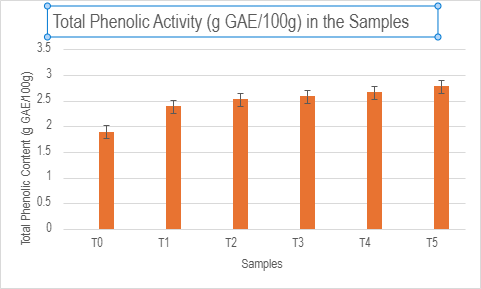 Total Phenolic Activity (g GAE/100g) in the Samples
3.5
3
2.5
2
1.5
1
0.5
0
Total Phenolic Content (g GAE/100g)
T0 T1 T2 T3 T4 T5
Samples